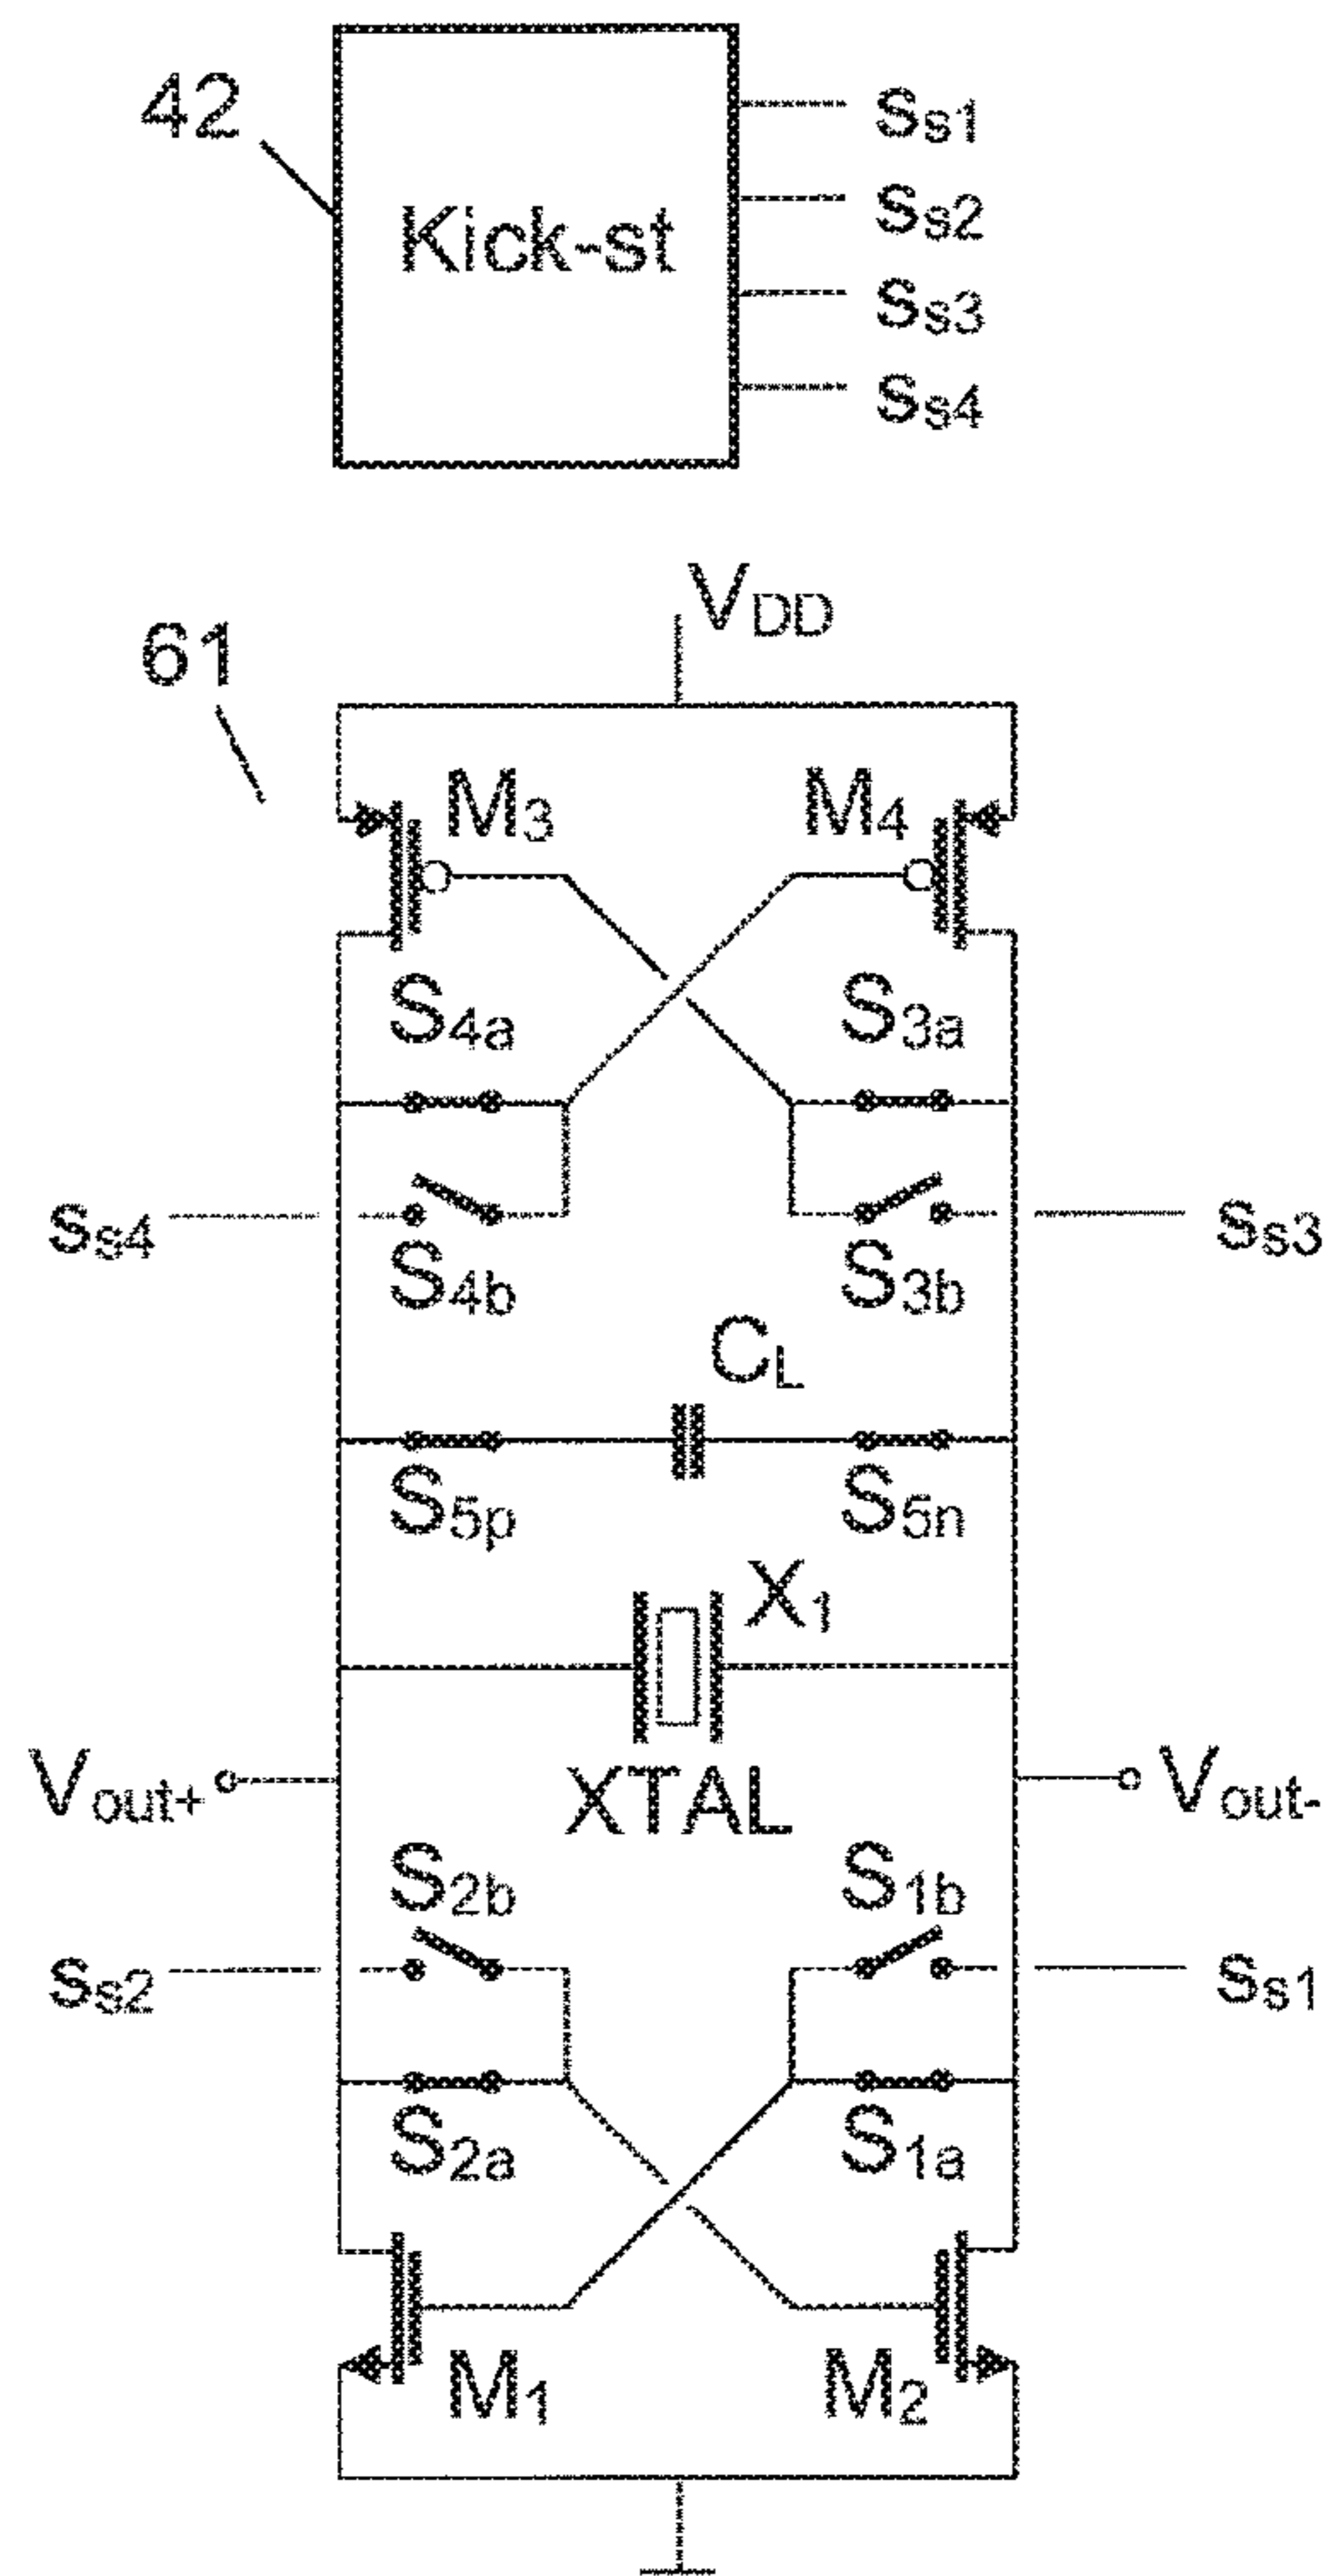 42
Kick-st
Ss1
Ss2
Ss3
Ss4
VDD
61
M3
M4
S4a
S3a
Ss4
Ss3
S4b
S3b
CL
S5p
S5n
X1
Vout+
XTAL
Vout-
S2b
S1b
Ss2
Ss1
S2a
S1a
M1
M2